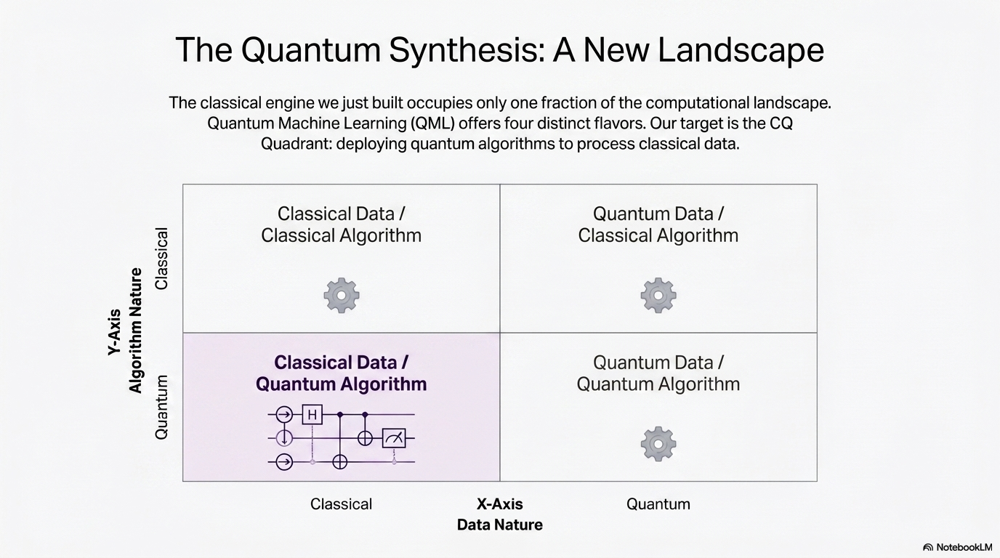 The Quantum Synthesis: A New Landscape
The classical engine we just built occupies only one fraction of the computational landscape.
Quantum Machine Learning (QML) offers four distinct flavors. Our target is the CQ
Quadrant: deploying quantum algorithms to process classical data.
Y-Axis
Algorithm Nature
Classical
Quantum
Classical Data /
Classical Algorithm
Quantum Data /
Classical Algorithm
Classical Data /
Quantum Algorithm
H
Quantum Data /
Quantum Algorithm
Classical
X-Axis
Data Nature
Quantum
NotebookLM